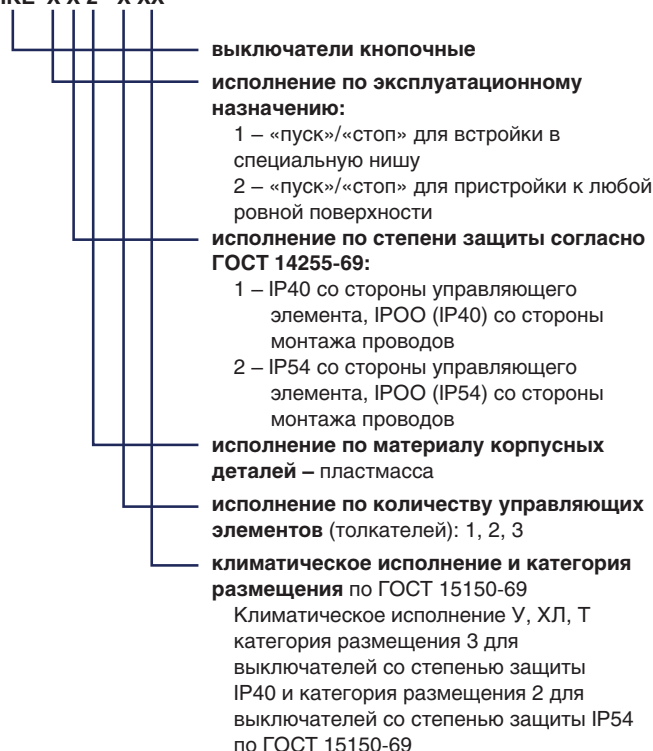 выключатели кнопочные
исполнение по эксплуатационному
назначению:
1 – «пуск»/«стоп» для встройки в
специальную нишу
2 – «пуск»/«стоп» для пристройки к любой
ровной поверхности
исполнение по степени защиты согласно
ГОСТ 14255-69:
1 – IP40 со стороны управляющего
элемента, IPOO (IP40) со стороны
монтажа проводов
2 – IP54 со стороны управляющего
элемента, IPOO (IP54) со стороны
монтажа проводов
исполнение по материалу корпусных
деталей – пластмасса
исполнение по количеству управляющих
элементов (толкателей): 1, 2, 3
климатическое исполнение и категория
размещения по ГОСТ 15150-69
Климатическое исполнение У, ХЛ, Т
категория размещения 3 для
выключателей со степенью защиты
IP40 и категория размещения 2 для
выключателей со степенью защиты IP54
по ГОСТ 15150-69